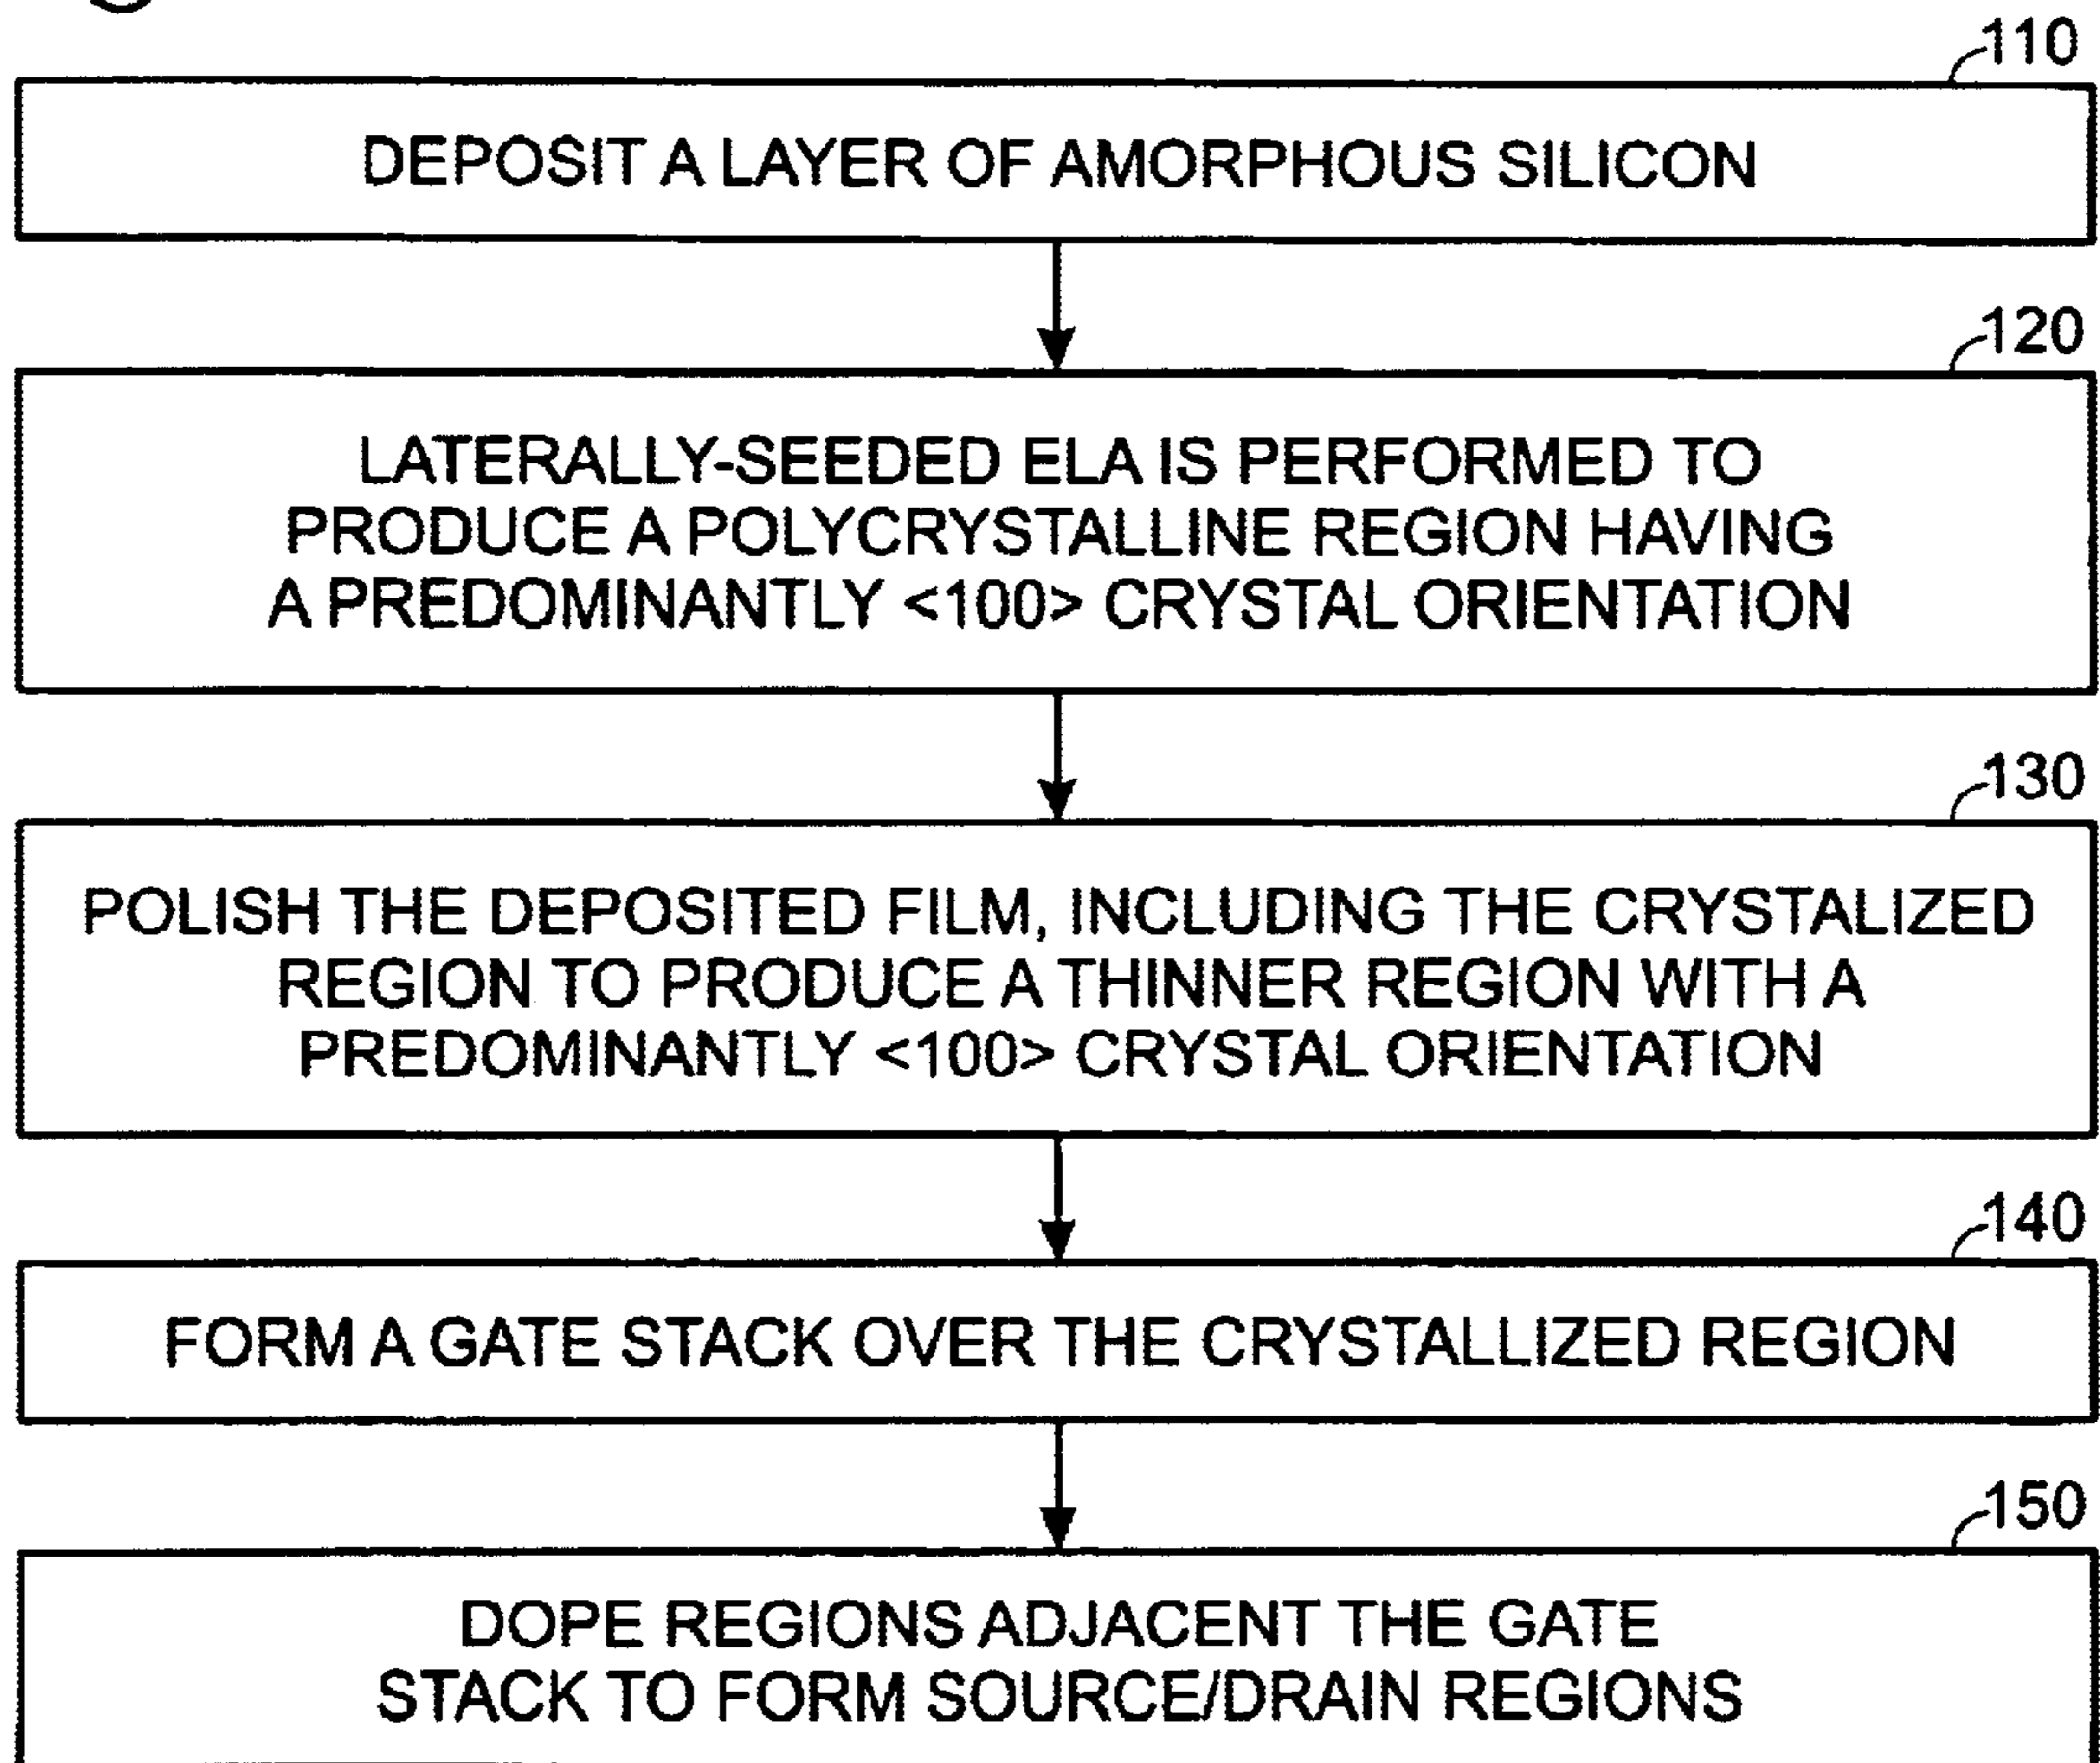 110
DEPOSIT A LAYER OF AMORPHOUS SILICON
120
LATERALLY-SEEDED ELA IS PERFORMED TO
PRODUCE A POLYCRYSTALLINE REGION HAVING
A PREDOMINANTLY <100> CRYSTAL ORIENTATION
130
POLISH THE DEPOSITED FILM, INCLUDING THE CRYSTALIZED
REGION TO PRODUCE A THINNER REGION WITH A
PREDOMINANTLY <100> CRYSTAL ORIENTATION
140
FORM A GATE STACK OVER THE CRYSTALLIZED REGION
150
DOPE REGIONS ADJACENT THE GATE
STACK TO FORM SOURCE/DRAIN REGIONS